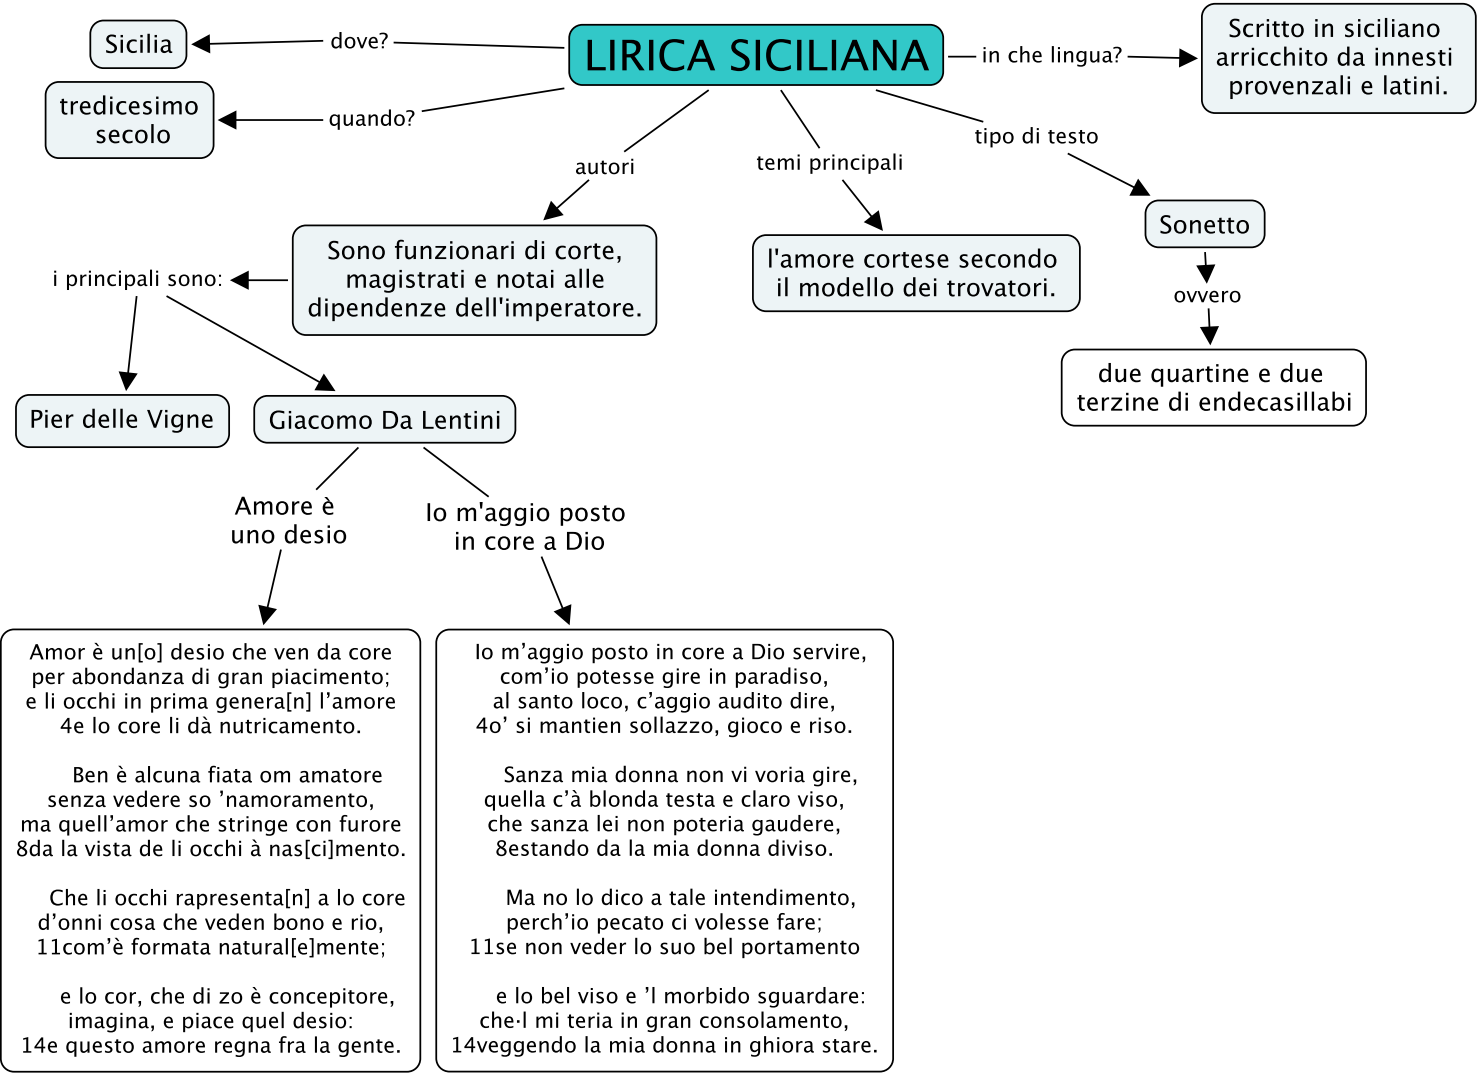 LIRICA SICILIANA
dove?
Sicilia
quando?
tredicesimo
secolo
in che lingua?
Scritto in siciliano
arricchito da innesti
provenzali e latini.
autori
Sono funzionari di corte,
magistrati e notai alle
dipendenze dell'imperatore.
temi principali
l'amore cortese secondo
il modello dei trovatori.
tipo di testo
Sonetto
ovvero
due quartine e due
terzine di endecasillabi
i principali sono:
Pier delle Vigne
Giacomo Da Lentini
Amore è
uno desio
Io m'aggio posto
in core a Dio
Amor è un[o] desio che ven da core
per abondanza di gran piacimento;
e li occhi in prima genera[n] l’amore
4e lo core li dà nutricamento.
Ben è alcuna fiata om amatore
senza vedere so ’namoramento,
ma quell’amor che stringe con furore
8da la vista de li occhi à nas[ci]mento.
Che li occhi rapresenta[n] a lo core
d’onni cosa che veden bono e rio,
11com’è formata natural[e]mente;
e lo cor, che di zo è concepitore,
imagina, e piace quel desio:
14e questo amore regna fra la gente.
Io m’aggio posto in core a Dio servire,
com’io potesse gire in paradiso,
al santo loco, c’aggio audito dire,
4o’ si mantien sollazzo, gioco e riso.
Sanza mia donna non vi voria gire,
quella c’à blonda testa e claro viso,
che sanza lei non poteria gaudere,
8estando da la mia donna diviso.
Ma no lo dico a tale intendimento,
perch’io pecato ci volesse fare;
11se non veder lo suo bel portamento
e lo bel viso e ’l morbido sguardare:
che·l mi teria in gran consolamento,
14veggendo la mia donna in ghiora stare.